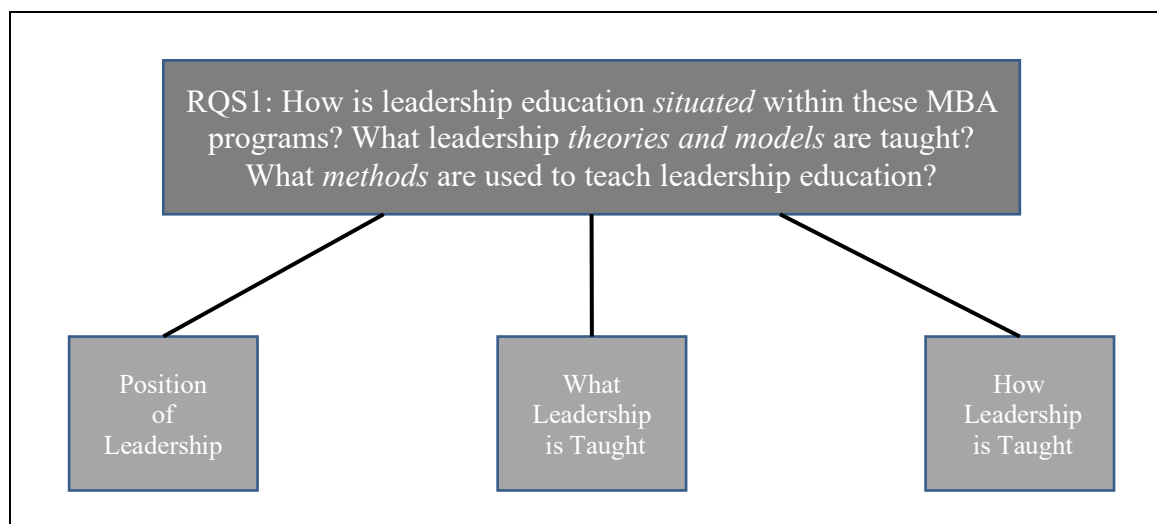 RQS1: How is leadership education situated within these MBA
programs? What leadership theories and models are taught?
What methods are used to teach leadership education?
Position
of
Leadership
What
Leadership
is Taught
How
Leadership
is Taught